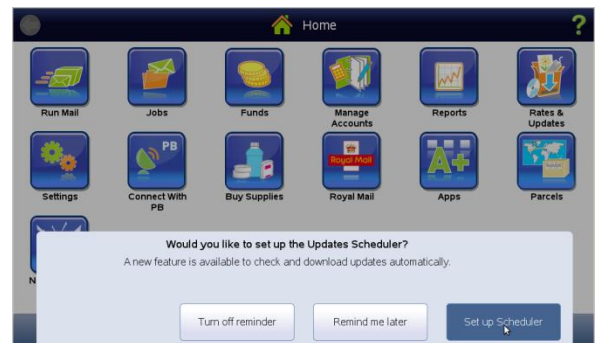 Home
?
Run Mail
Jobs
Funds
Manage
Accounts
Reports
Rates &
Updates
PB
Royal Mail
A+
Settings
Connect With
PB
Buy Supplies
Royal Mail
Apps
Parcels
N
Would you like to set up the Updates Scheduler?
A new feature is available to check and download updates automatically.
Turn off reminder
Remind me later
Set up Scheduler